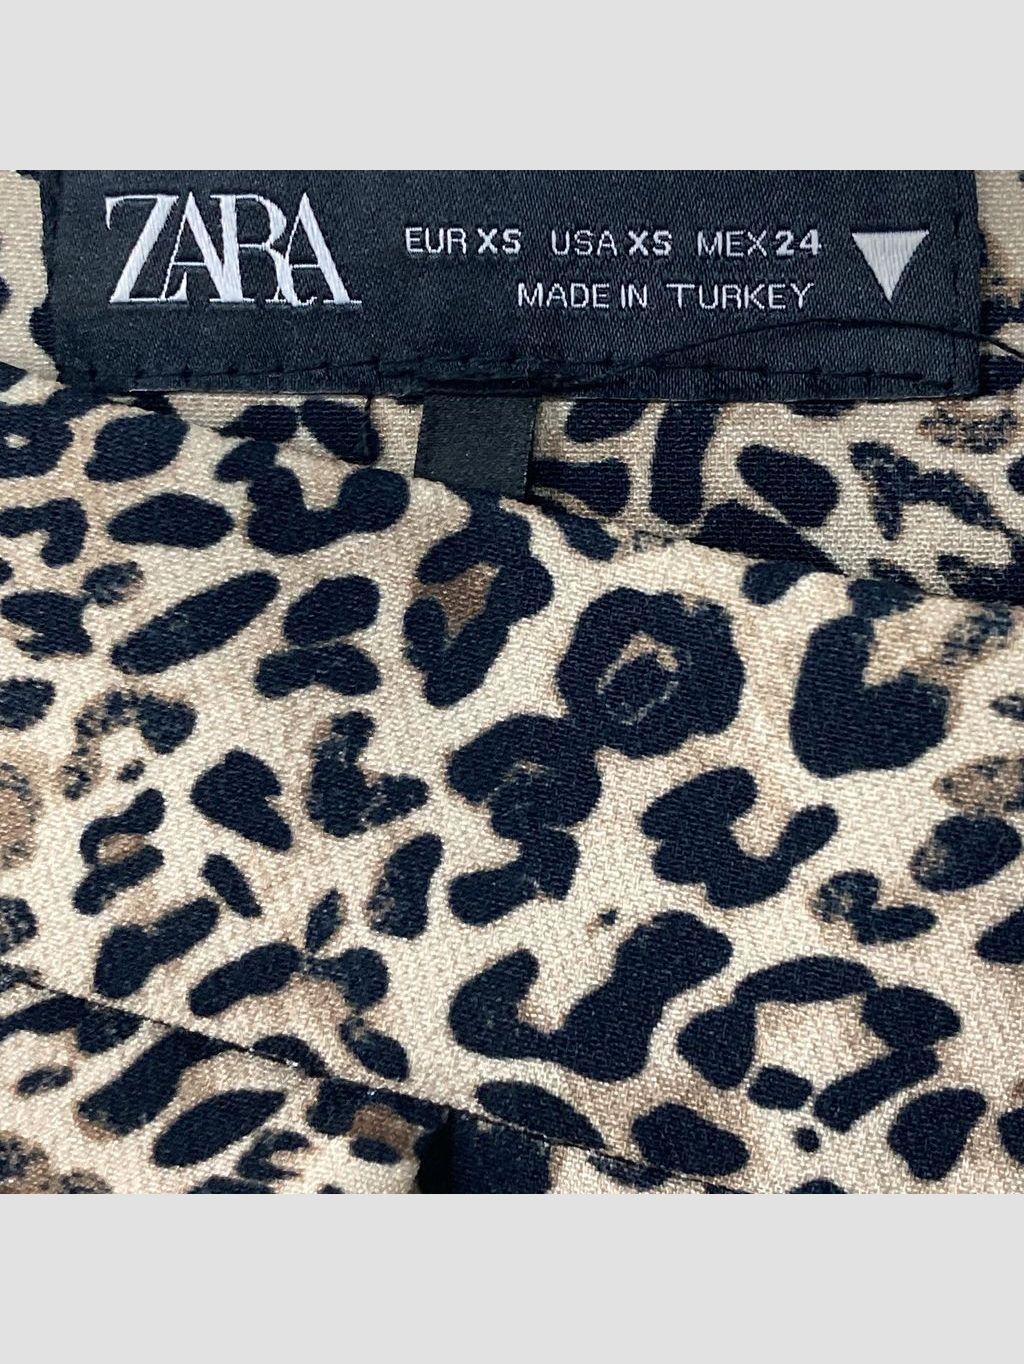 ZARA
EUR XS USA XS MEX 24
MADE IN TURKEY